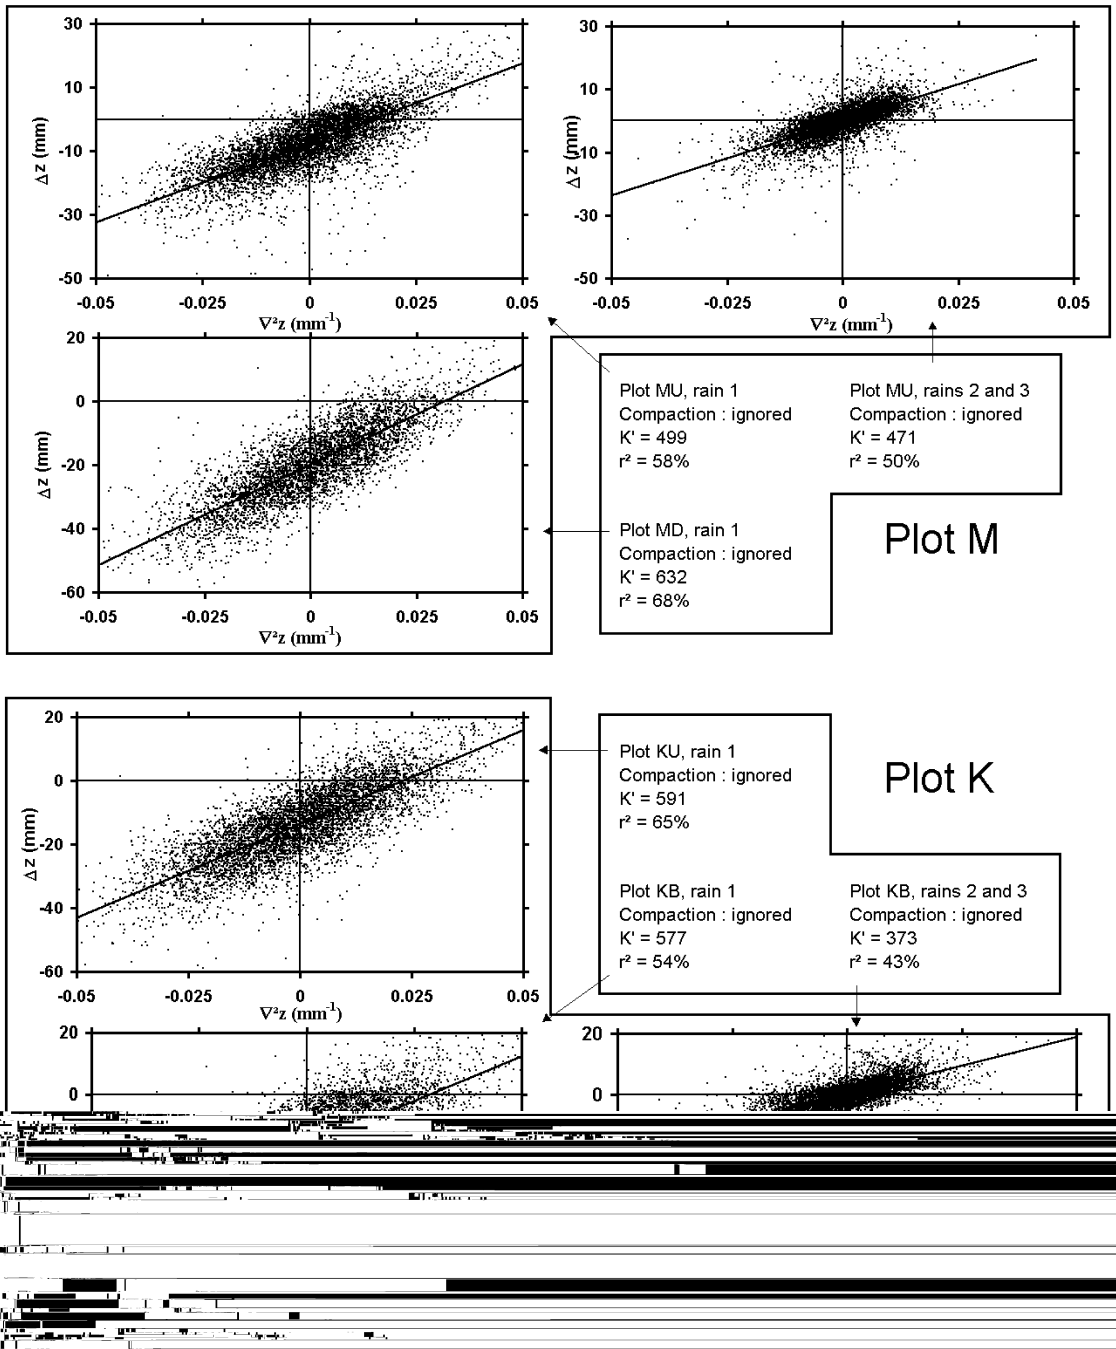 30
10
-10
-30
-50
Δz (mm)
-0.05 -0.025 0 0.025 0.05
∇²z (mm⁻¹)
30
10
-10
-30
-50
Δz (mm)
-0.05 -0.025 0 0.025 0.05
∇²z (mm⁻¹)
20
0
-20
-40
-60
Δz (mm)
-0.05 -0.025 0 0.025 0.05
∇²z (mm⁻¹)
Plot MU, rain 1
Compaction : ignored
K' = 499
r² = 58%
Plot MU, rains 2 and 3
Compaction : ignored
K' = 471
r² = 50%
Plot MD, rain 1
Compaction : ignored
K' = 632
r² = 68%
Plot M
20
0
-20
-40
-60
Δz (mm)
-0.05 -0.025 0 0.025 0.05
∇²z (mm⁻¹)
Plot KU, rain 1
Compaction : ignored
K' = 591
r² = 65%
Plot K
Plot KB, rain 1
Compaction : ignored
K' = 577
r² = 54%
Plot KB, rains 2 and 3
Compaction : ignored
K' = 373
r² = 43%
20
0
20
0